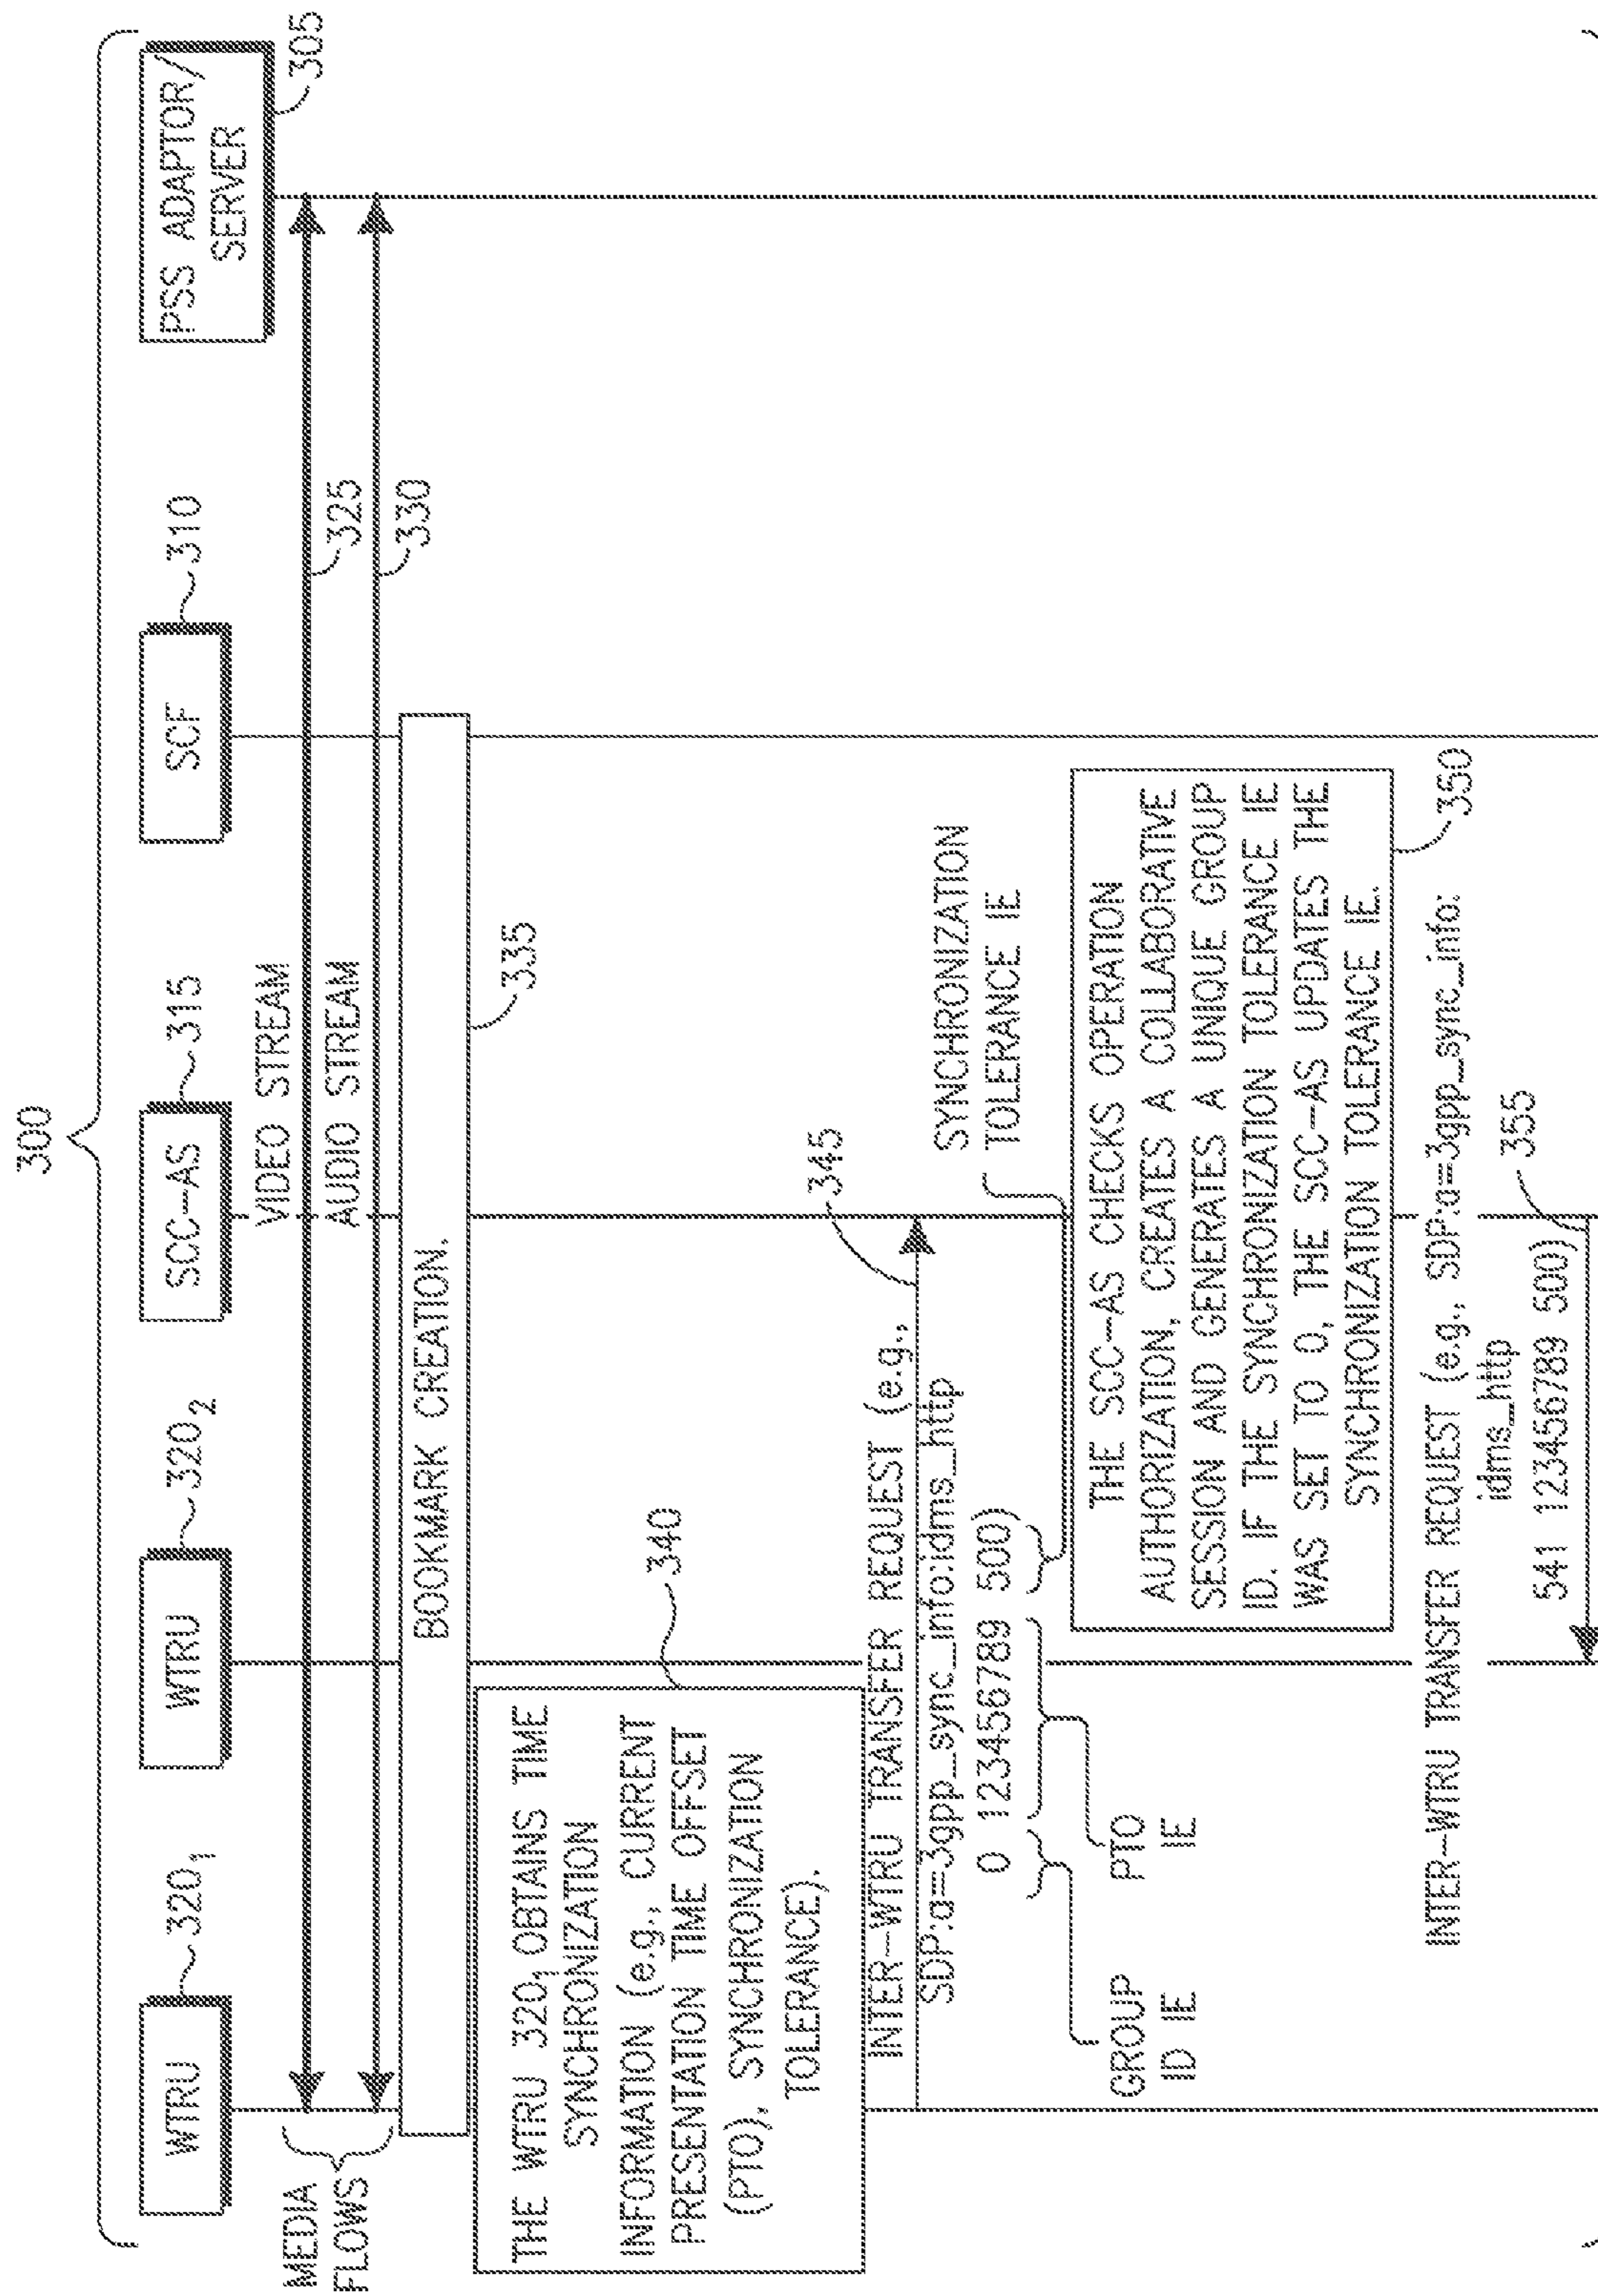 300
WTRU
320₁
WTRU
320₂
SCC-AS
315
SCF
310
PSS ADAPTOR/
SERVER
305
MEDIA
FLOWS
VIDEO STREAM
325
AUDIO STREAM
330
BOOKMARK CREATION.
335
THE WTRU 320₁ OBTAINS TIME
SYNCHRONIZATION
INFORMATION (e.g., CURRENT
PRESENTATION TIME OFFSET
(PTO), SYNCHRONIZATION
TOLERANCE).
340
INTER-WTRU TRANSFER REQUEST (e.g.,
SDP:a=3gpp_sync_info:idms_http
0 123456789 500)
345
GROUP
ID IE
PTO
IE
SYNCHRONIZATION
TOLERANCE IE
THE SCC-AS CHECKS OPERATION
AUTHORIZATION, CREATES A COLLABORATIVE
SESSION AND GENERATES A UNIQUE GROUP
ID. IF THE SYNCHRONIZATION TOLERANCE IE
WAS SET TO 0, THE SCC-AS UPDATES THE
SYNCHRONIZATION TOLERANCE IE.
350
INTER-WTRU TRANSFER REQUEST (e.g., SDP:a=3gpp_sync_info:
idms_http
541 123456789 500)
355